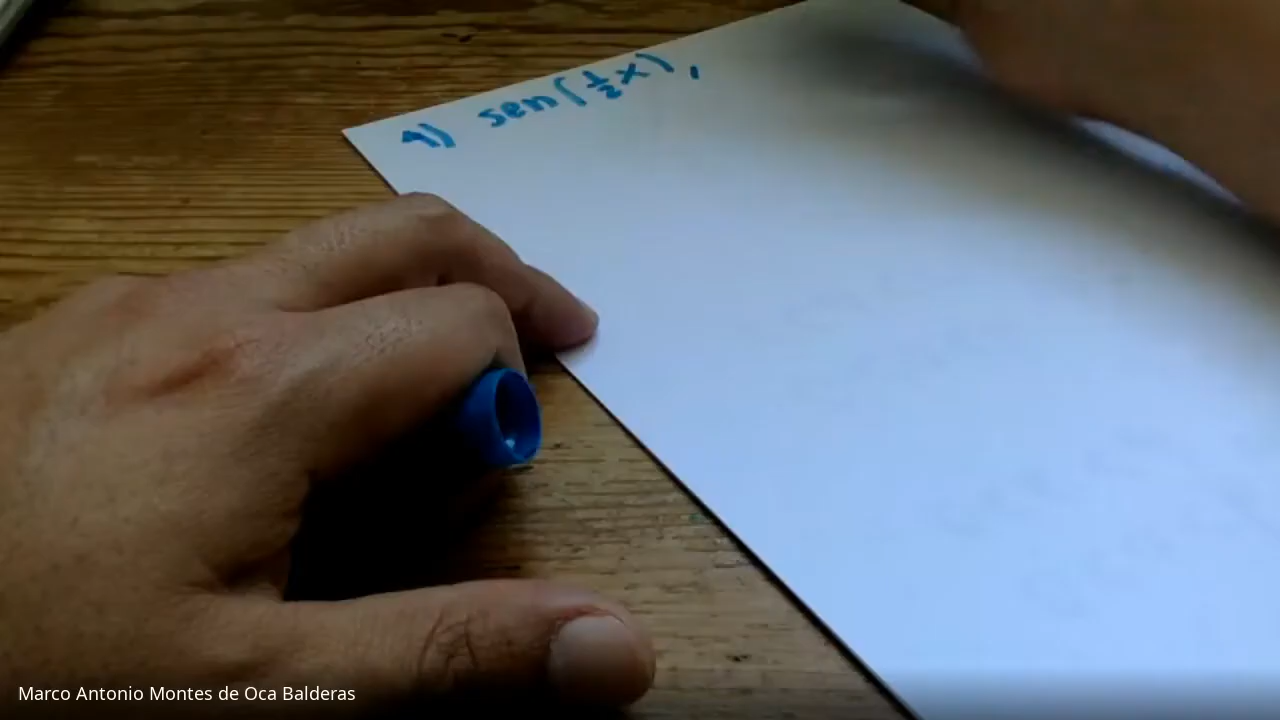 1) sen(½x),
Marco Antonio Montes de Oca Balderas